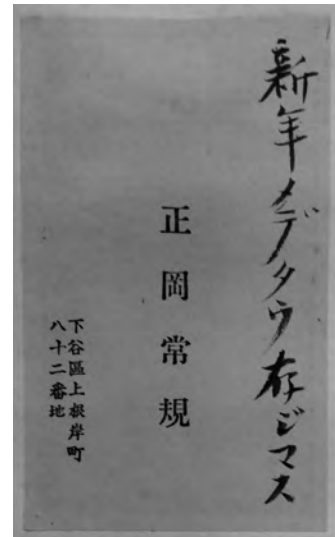 新年メデタウ存ジマス
正岡常規
下谷區上根岸町
八十二番地